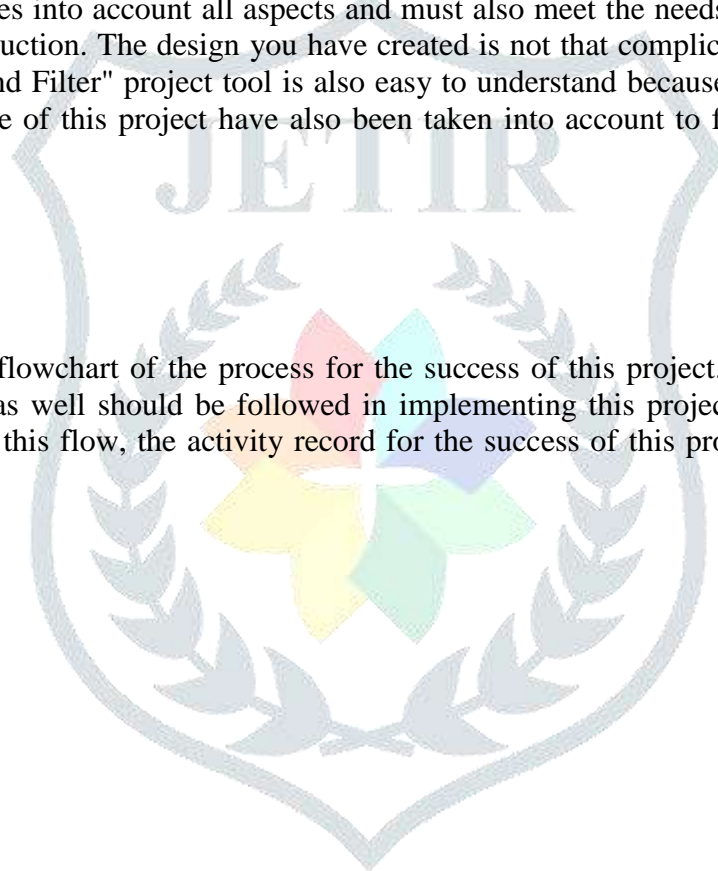 es into account all aspects and must also meet the needs
uction. The design you have created is not that complic
nd Filter" project tool is also easy to understand because
e of this project have also been taken into account to f
JETIR
flowchart of the process for the success of this project.
as well should be followed in implementing this projec
this flow, the activity record for the success of this pro